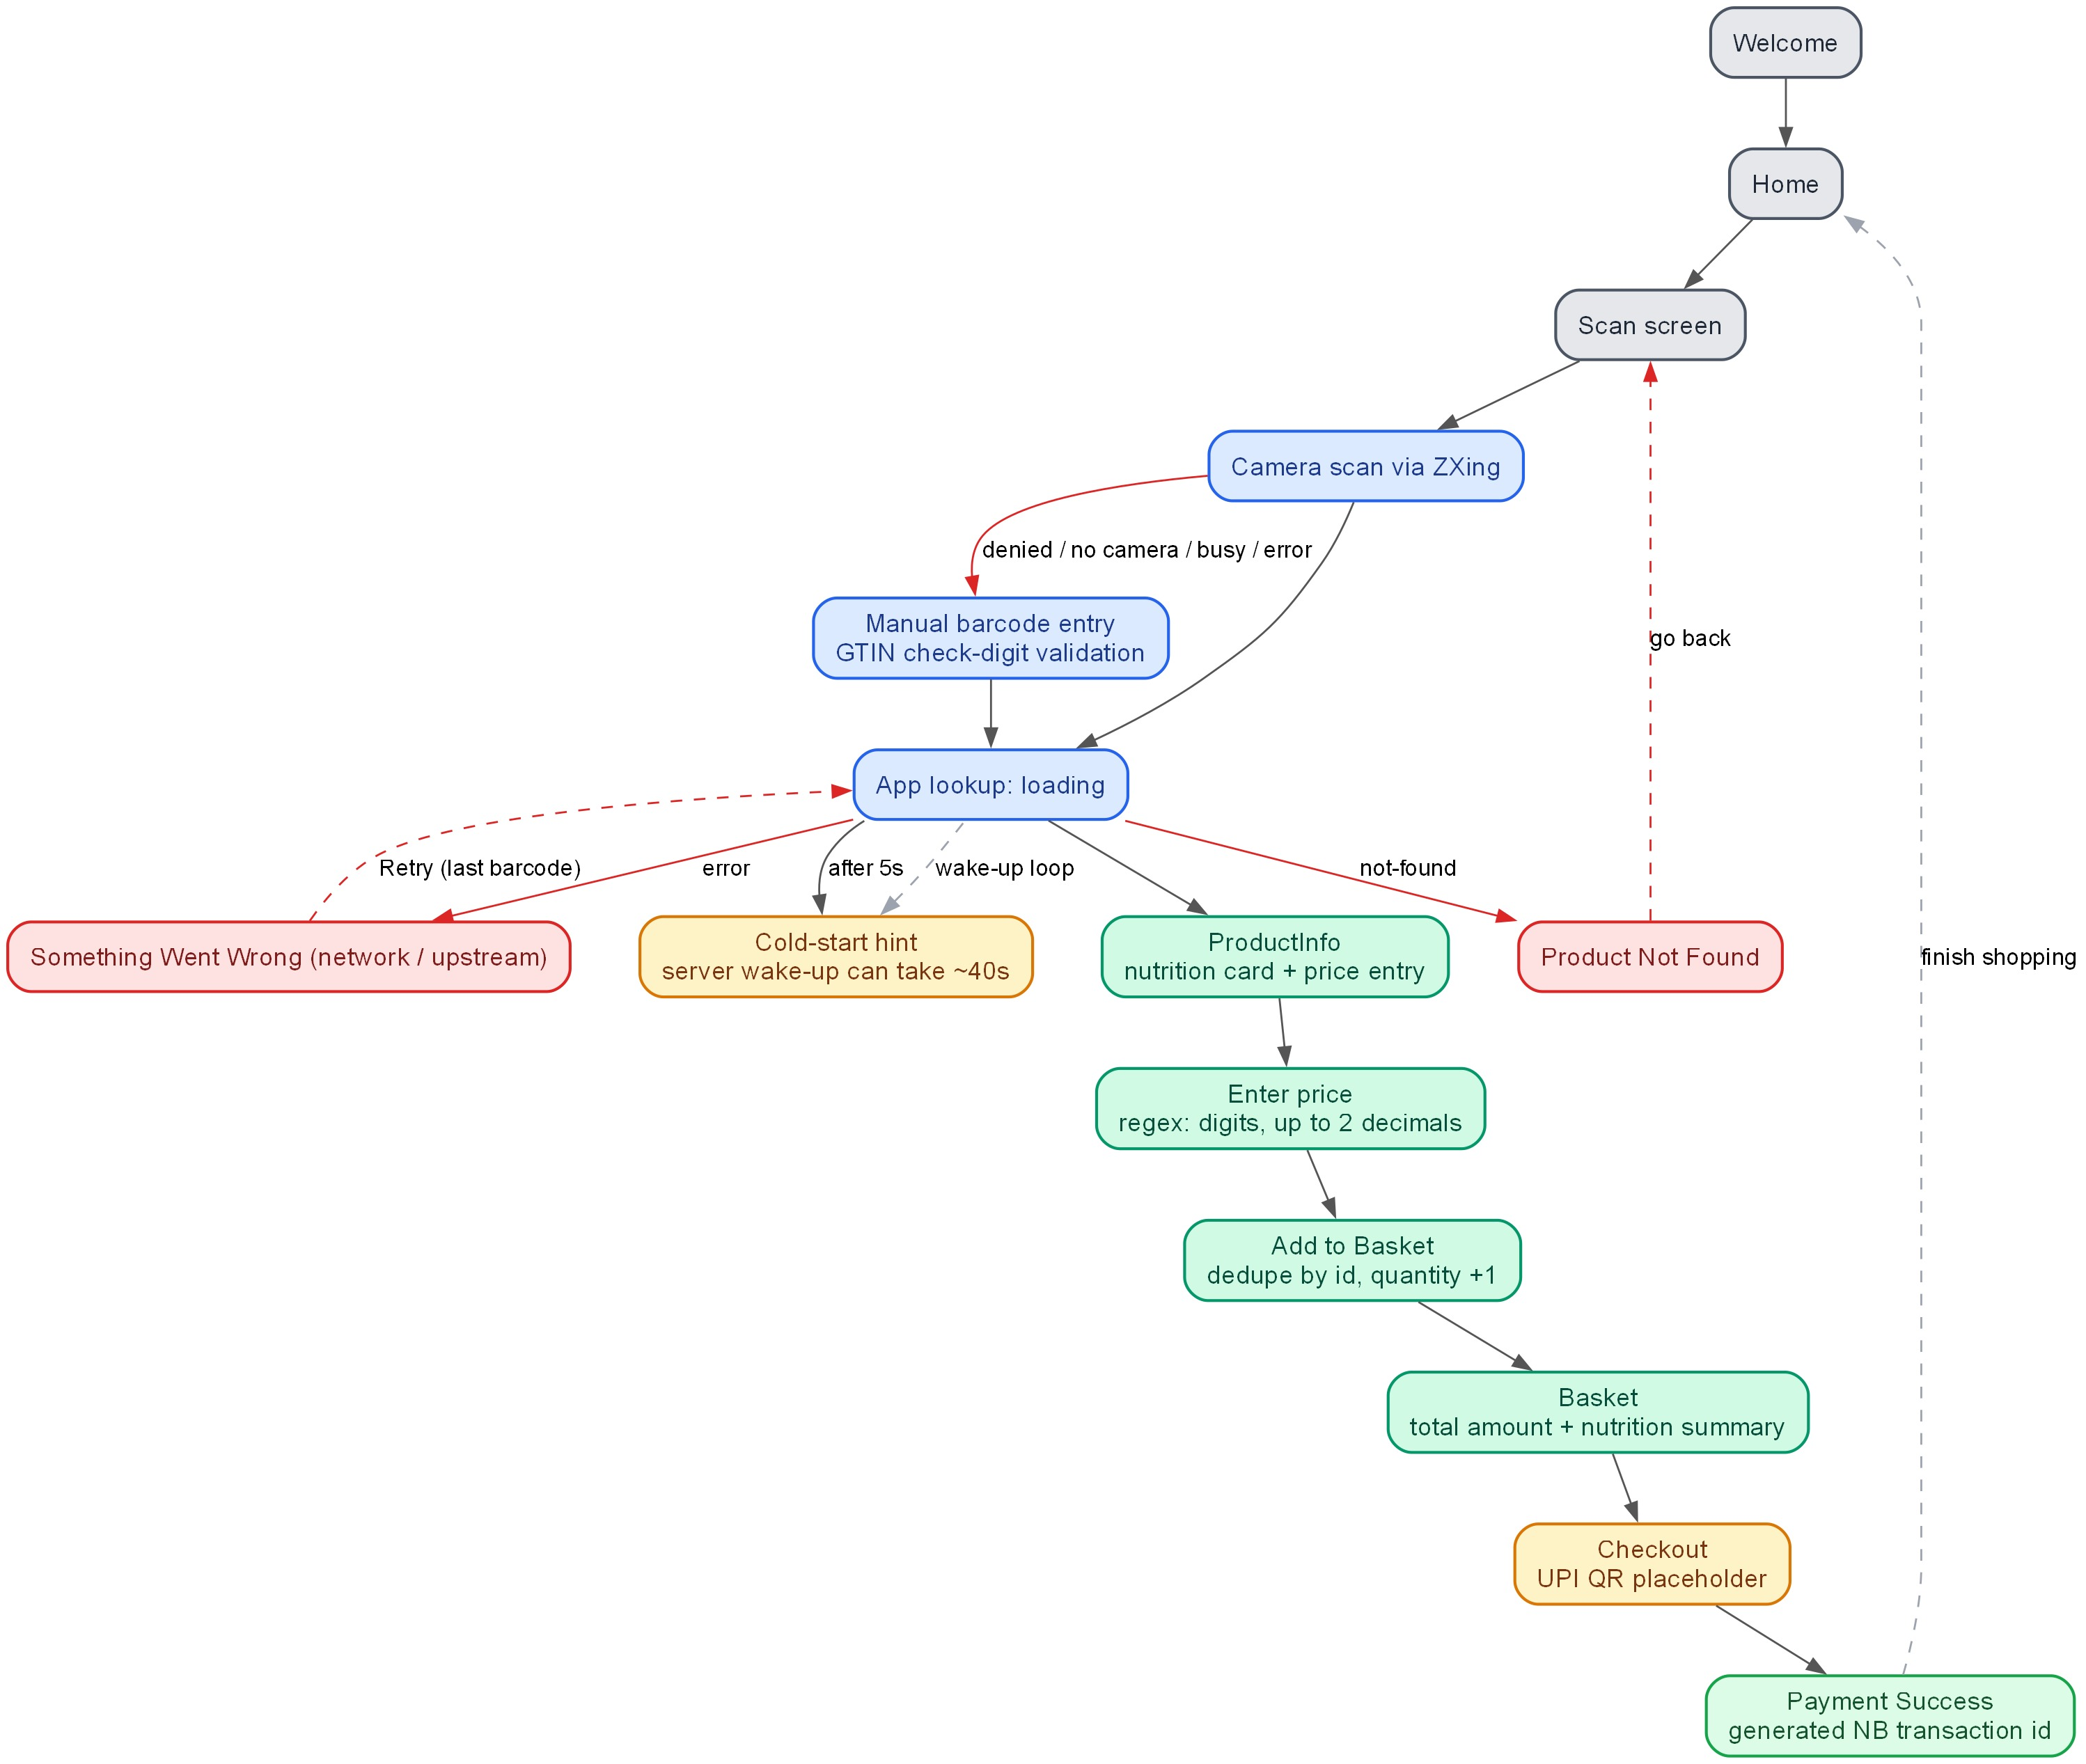 Welcome
Home
Scan screen
Camera scan via ZXing
denied / no camera / busy / error
Manual barcode entry
GTIN check-digit validation
go back
App lookup: loading
Retry (last barcode)
error
after 5s
wake-up loop
not-found
Something Went Wrong (network / upstream)
Cold-start hint
server wake-up can take ~40s
ProductInfo
nutrition card + price entry
Product Not Found
finish shopping
Enter price
regex: digits, up to 2 decimals
Add to Basket
dedupe by id, quantity +1
Basket
total amount + nutrition summary
Checkout
UPI QR placeholder
Payment Success
generated NB transaction id